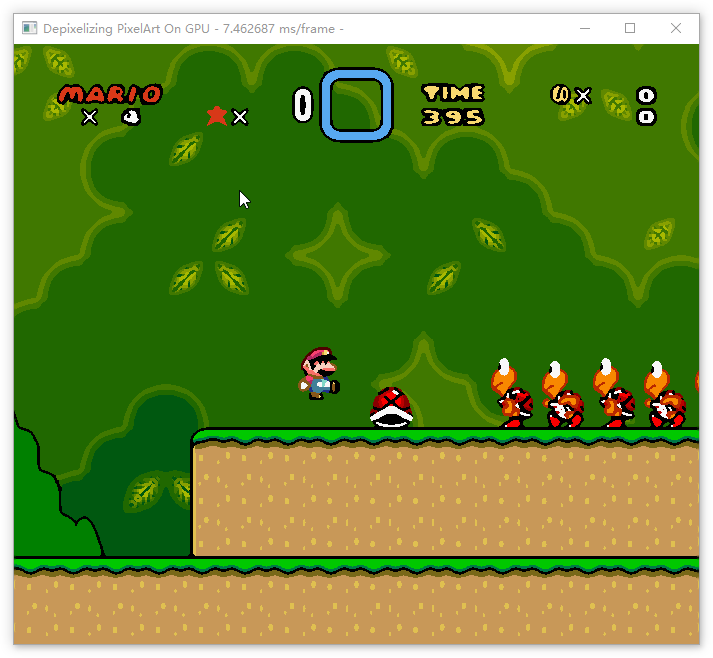 Depixelizing PixelArt On GPU - 7.462687 ms/frame -
MARIO 0 TIME × 0
× 4 ★ × 395 0